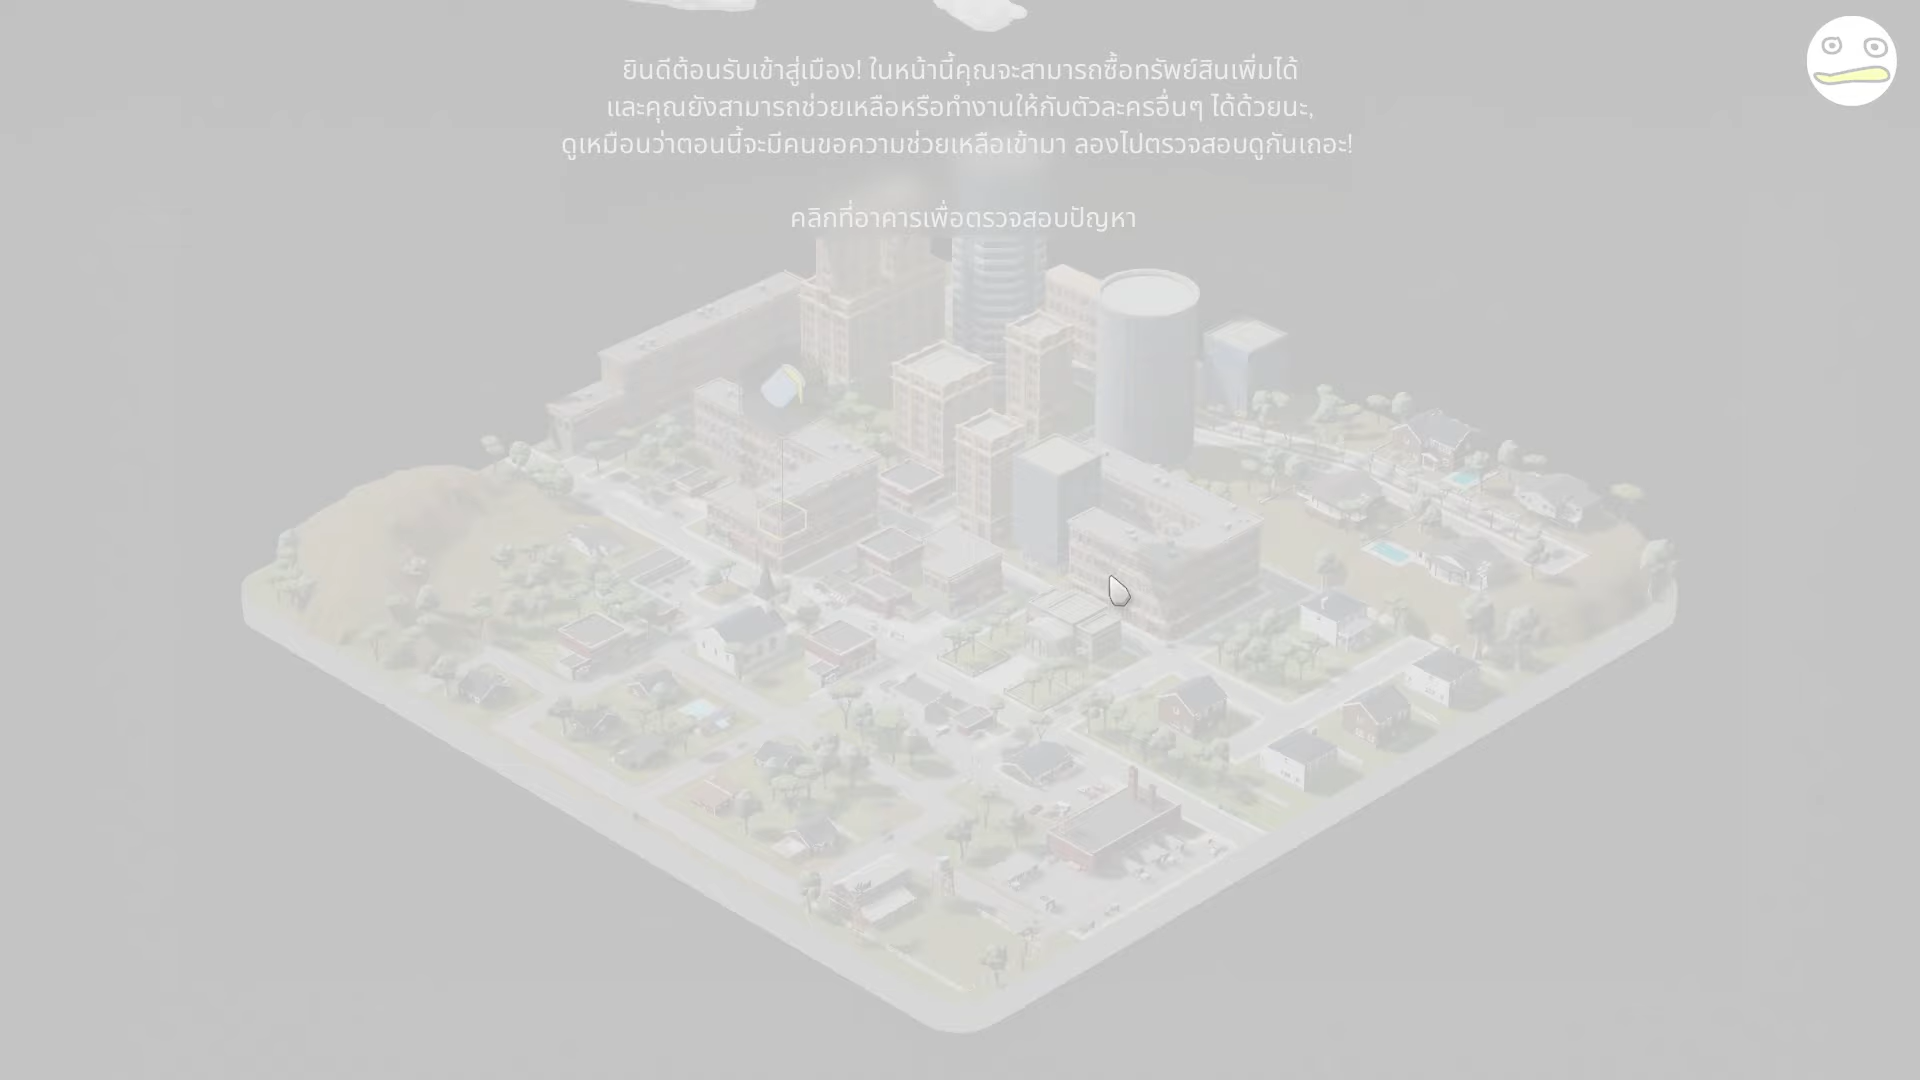 ยินดีต้อนรับเข้าสู่เมือง! ในหน้านี้คุณจะสามารถซื้อทรัพย์สินเพิ่มได้
และคุณยังสามารถช่วยเหลือหรือทำงานให้กับตัวละครอื่นๆ ได้ด้วยนะ,
ดูเหมือนว่าตอนนี้จะมีคนขอความช่วยเหลือเข้ามา ลองไปตรวจสอบดูกันเถอะ!
คลิกที่อาคารเพื่อตรวจสอบปัญหา